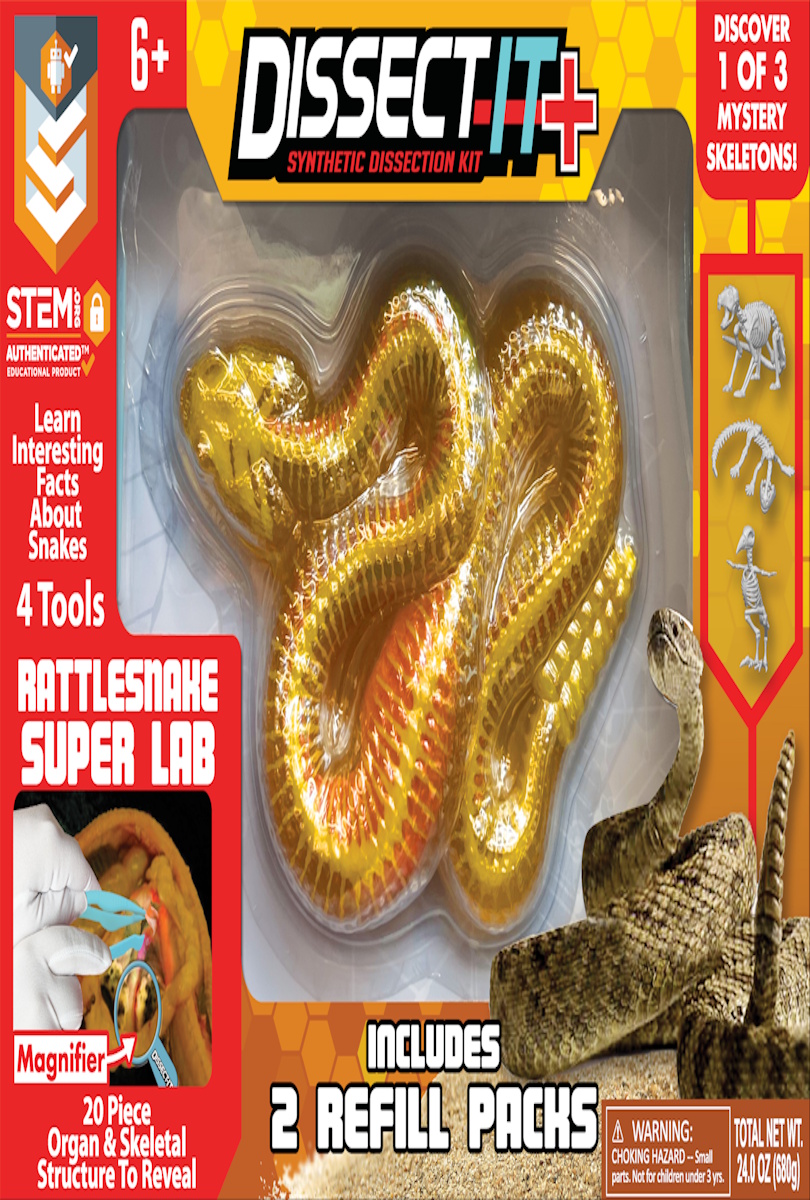 6+
DISSECT-IT+
SYNTHETIC DISSECTION KIT
DISCOVER
1 OF 3
MYSTERY
SKELETONS!
STEM.ORG
AUTHENTICATED™
EDUCATIONAL PRODUCT
Learn
Interesting
Facts
About
Snakes
4 Tools
RATTLESNAKE
SUPER LAB
Magnifier
20 Piece
Organ & Skeletal
Structure To Reveal
INCLUDES
2 REFILL PACKS
WARNING:
CHOKING HAZARD -- Small
parts. Not for children under 3 yrs.
TOTAL NET WT.
24.0 OZ (680g)